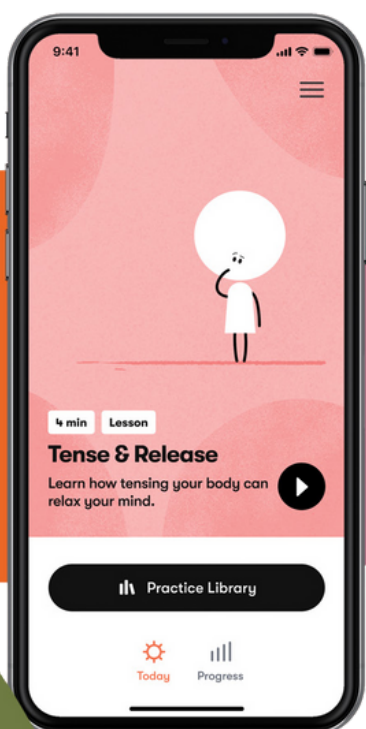 9:41
4 min
Lesson
Tense & Release
Learn how tensing your body can
relax your mind.
Practice Library
Today
Progress